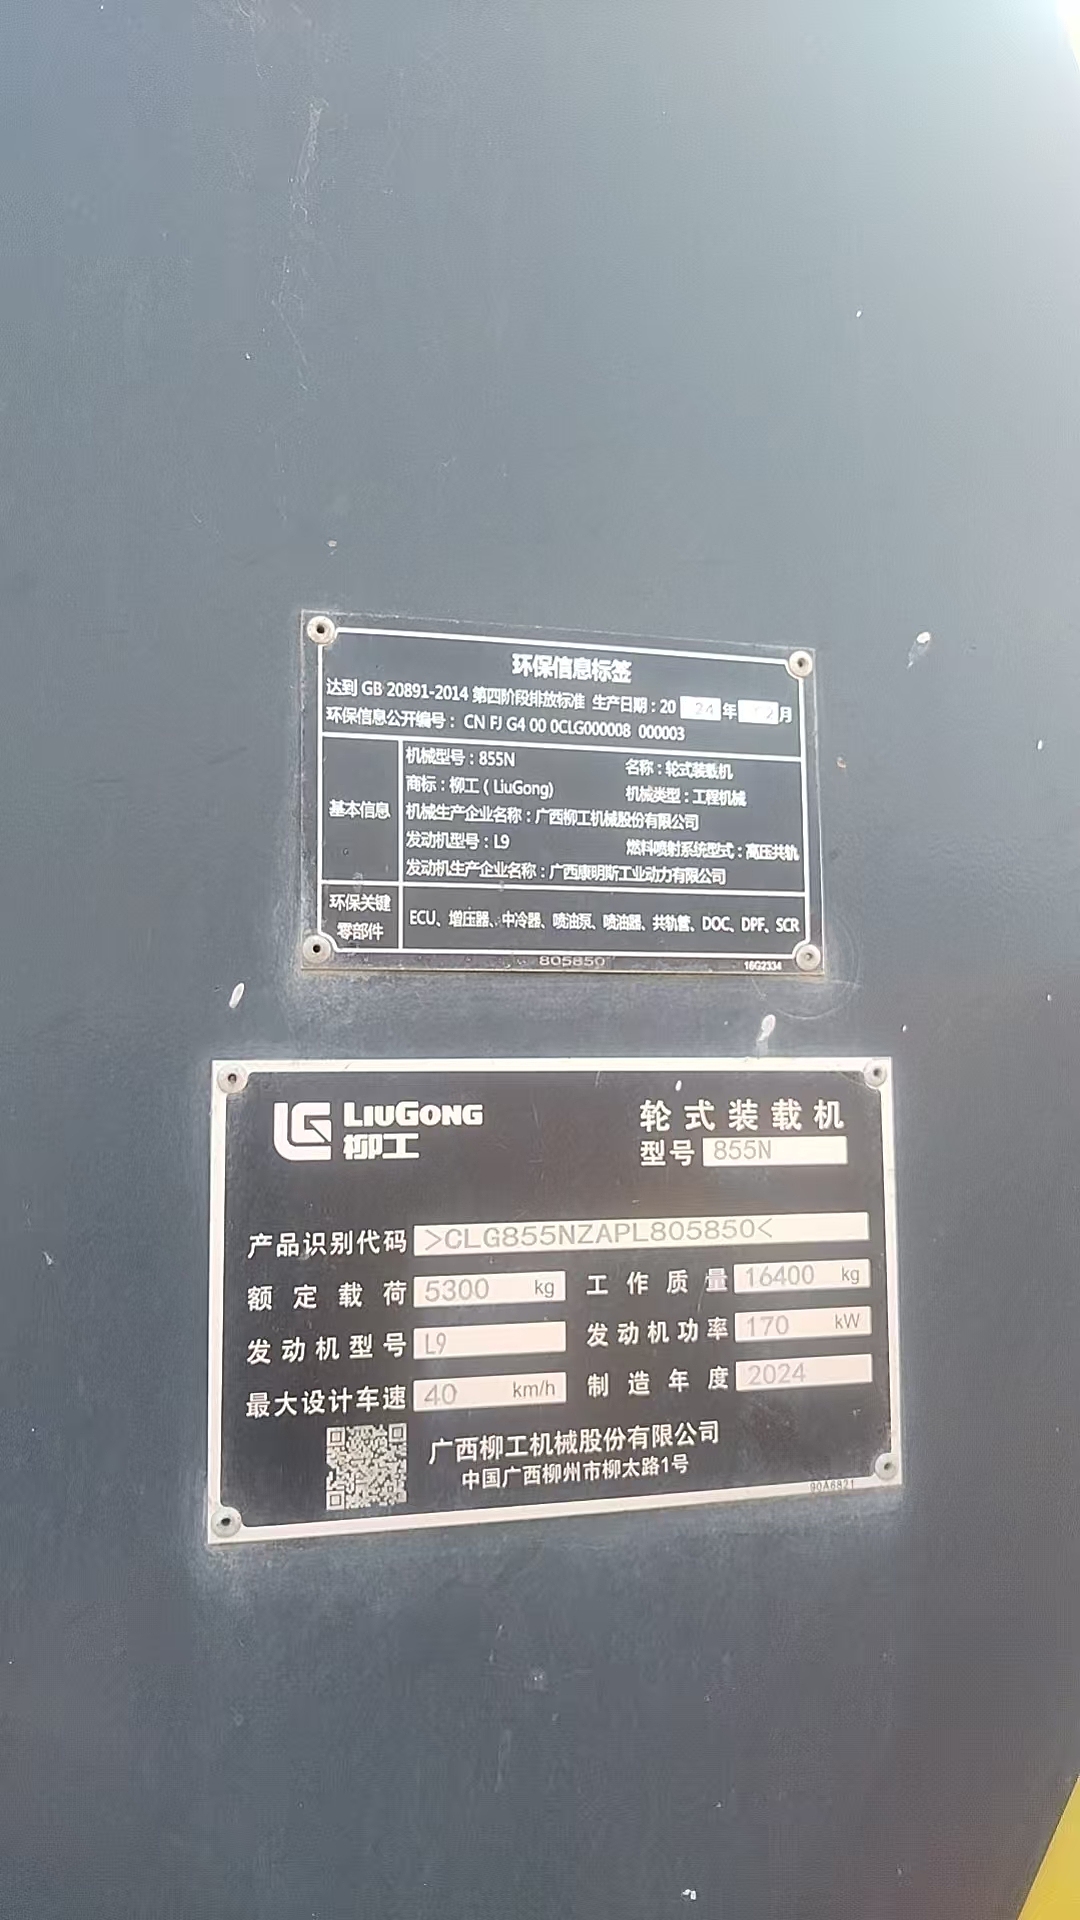 环保信息标签
达到 GB 20891-2014 第四阶段排放标准 生产日期：20 24 年 月
环保信息公开编号： CN FJ G4 00 0CLG000008 000003
基本信息
机械型号：855N 名称：轮式装载机
商标：柳工（LiuGong) 机械类型：工程机械
机械生产企业名称：广西柳工机械股份有限公司
发动机型号：L9 燃料喷射系统型式：高压共轨
发动机生产企业名称：广西康明斯工业动力有限公司
环保关键
零部件
ECU、增压器、中冷器、喷油泵、喷油器、共轨管、DOC、DPF、SCR
805850
16G2334
LIUGONG
柳工
轮式装载机
型号 855N
产品识别代码 >CLG855NZAPL805850<
额定载荷 5300 kg 工作质量 16400 kg
发动机型号 L9 发动机功率 170 kW
最大设计车速 40 km/h 制造年度 2024
广西柳工机械股份有限公司
中国广西柳州市柳太路1号
90A6821